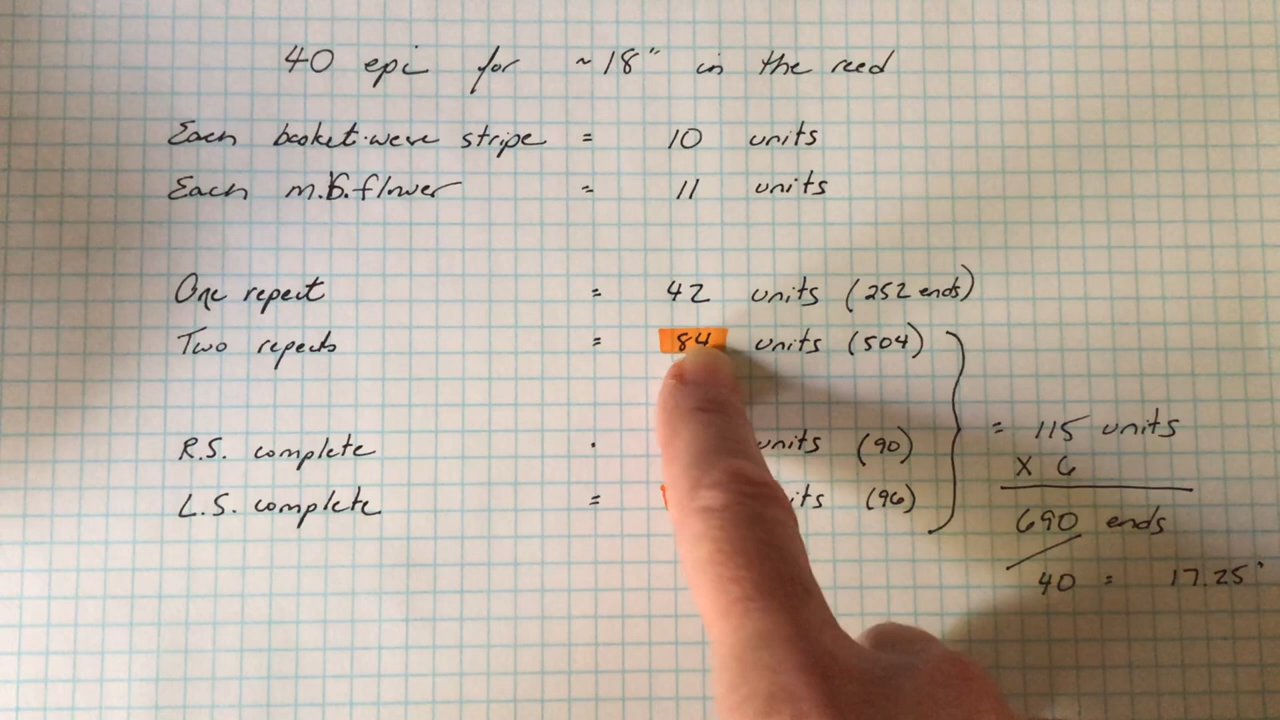 40 epi for ~18" in the reed
Each basket.weave stripe = 10 units
Each m.b.flower = 11 units
One repeat = 42 units (252 ends)
Two repeats = 84 units (504)
R.S. complete units (90)
L.S. complete = its (96)
= 115 units
X 6
690 ends
40 = 17.25"